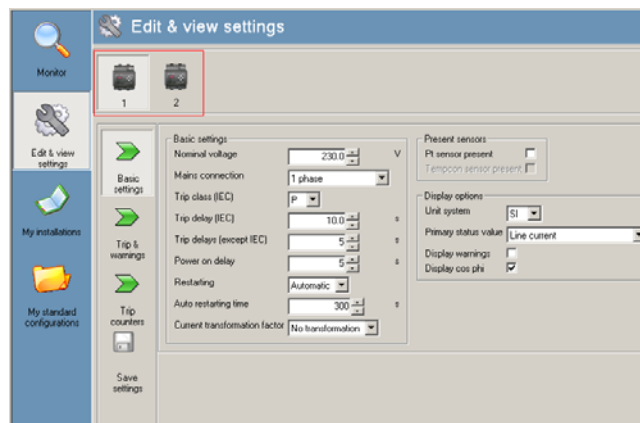 Edit & view settings
Monitor
Edit & view
settings
My installations
My standard
configurations
1
2
Basic
settings
Trip &
warnings
Trip
counters
Save
settings
Basic settings
Nominal voltage 230.0 V
Mains connection 1 phase
Trip class (IEC) P
Trip delay (IEC) 10.0 s
Trip delays (except IEC) 5 s
Power on delay 5 s
Restarting Automatic
Auto restarting time 300 s
Current transformation factor No transformation
Present sensors
Pt sensor present
Tempcon sensor present
Display options
Unit system SI
Primary status value Line current
Display warnings
Display cos phi